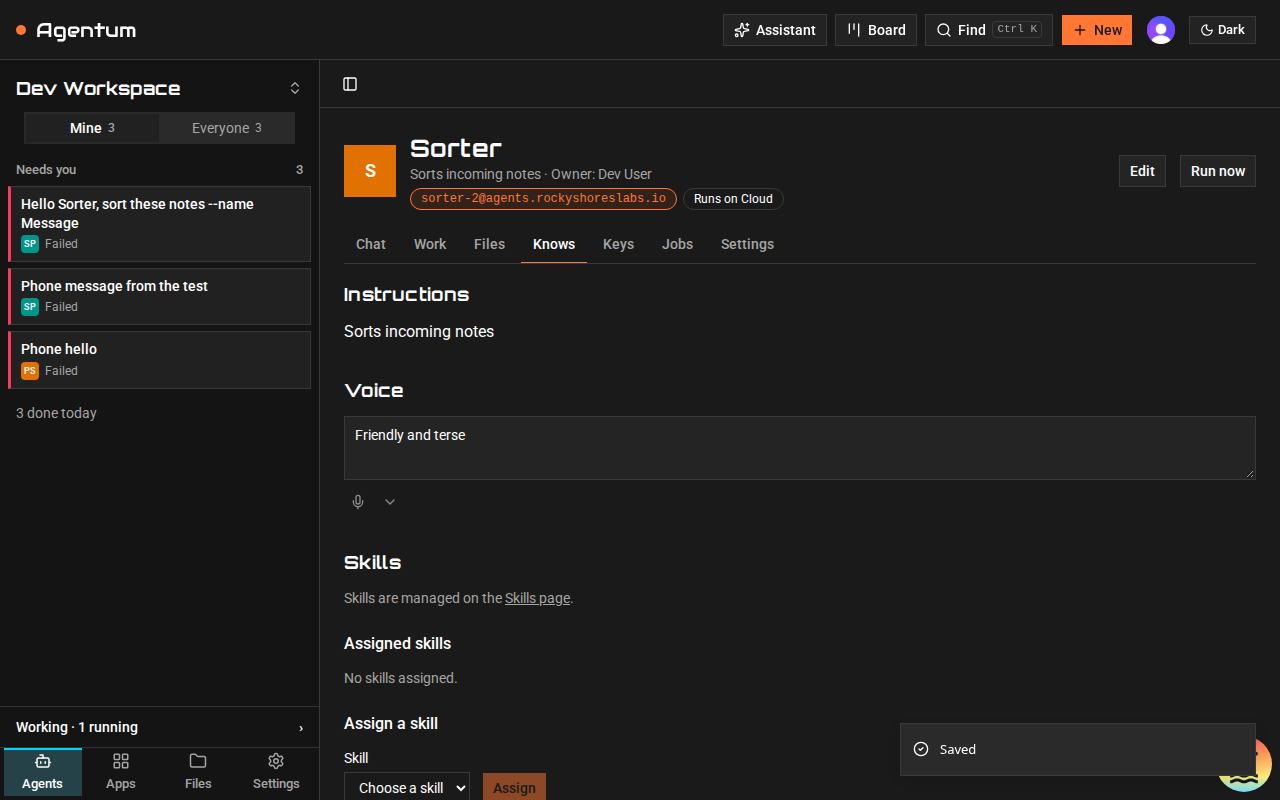 Agentum
Assistant
Board
Find Ctrl K
New
Dark
Dev Workspace
Mine 3
Everyone 3
Needs you 3
Hello Sorter, sort these notes --name
Message
SP Failed
Phone message from the test
SP Failed
Phone hello
PS Failed
3 done today
Working · 1 running ›
Agents
Apps
Files
Settings
S
Sorter
Sorts incoming notes · Owner: Dev User
sorter-2@agents.rockyshoreslabs.io
Runs on Cloud
Edit
Run now
Chat
Work
Files
Knows
Keys
Jobs
Settings
Instructions
Sorts incoming notes
Voice
Friendly and terse
Skills
Skills are managed on the Skills page.
Assigned skills
No skills assigned.
Assign a skill
Skill
Choose a skill
Assign
Saved